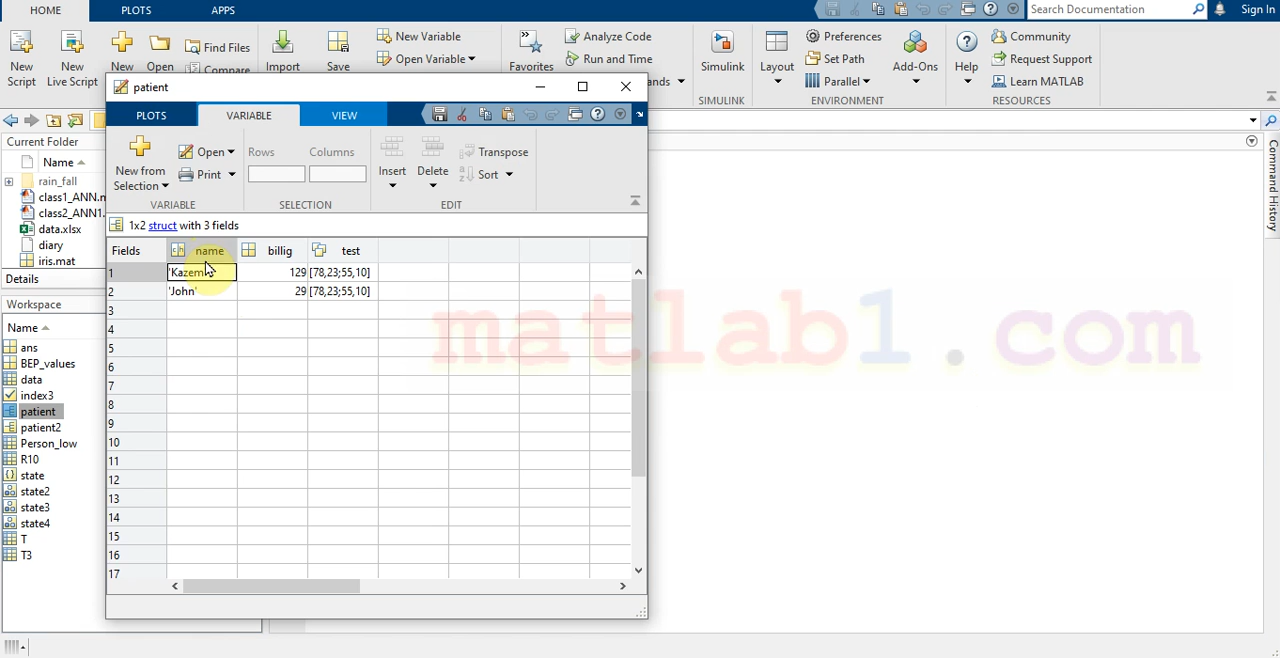 HOME PLOTS APPS Search Documentation Sign In
New Script
New Live Script
New
Open
Find Files
Compare
Import
Save
New Variable
Open Variable
Favorites
Analyze Code
Run and Time
ands
Simulink
SIMULINK
Layout
Preferences
Set Path
Parallel
Add-Ons
ENVIRONMENT
Help
Community
Request Support
Learn MATLAB
RESOURCES
patient
PLOTS VARIABLE VIEW
New from Selection
Open
Print
VARIABLE
Rows Columns
SELECTION
Insert Delete
Transpose
Sort
EDIT
1x2 struct with 3 fields
Fields name billig test
1 129 [78,23;55,10]
2 'John' 29 [78,23;55,10]
3
4
5
6
7
8
9
10
11
12
13
14
15
16
17
Current Folder
Name
rain_fall
class1_ANN.m
class2_ANN1.
data.xlsx
diary
iris.mat
Details
Workspace
Name
ans
BEP_values
data
index3
patient
patient2
Person_low
R10
state
state2
state3
state4
T
T3
Command History
matlab1.com